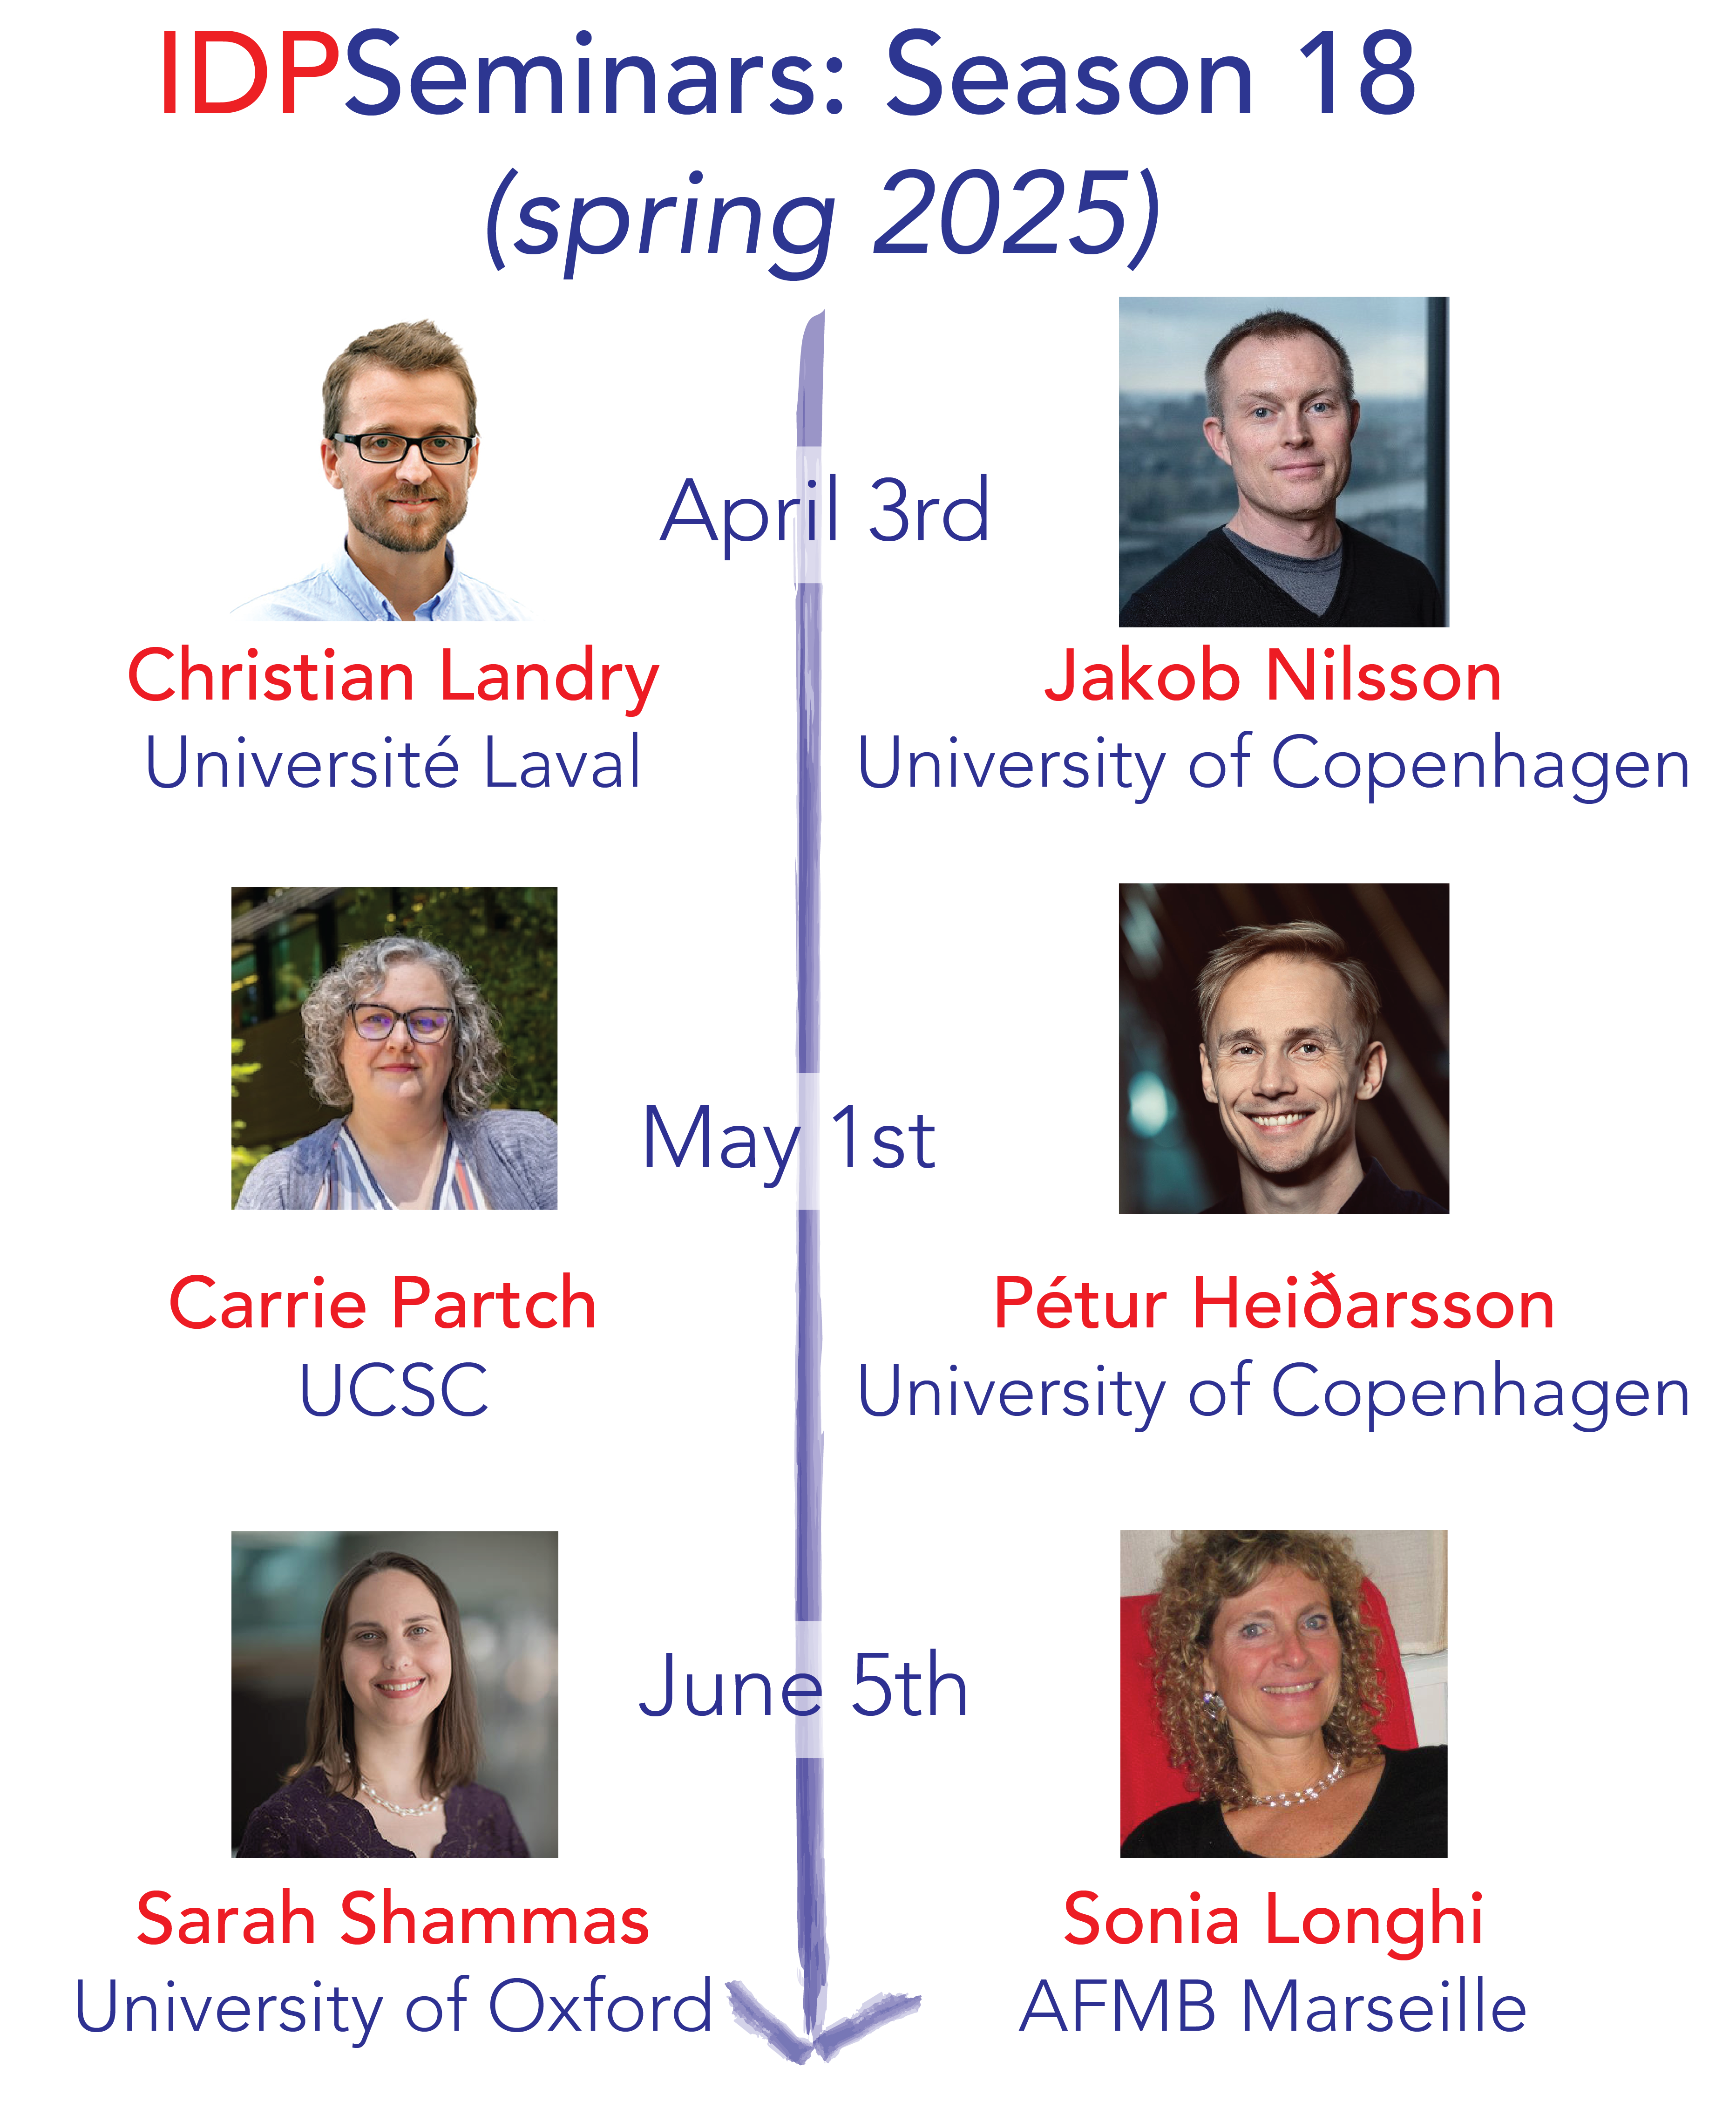 IDPSeminars: Season 18
(spring 2025)
April 3rd
Christian Landry
Université Laval
Jakob Nilsson
University of Copenhagen
May 1st
Carrie Partch
UCSC
Pétur Heiðarsson
University of Copenhagen
June 5th
Sarah Shammas
University of Oxford
Sonia Longhi
AFMB Marseille